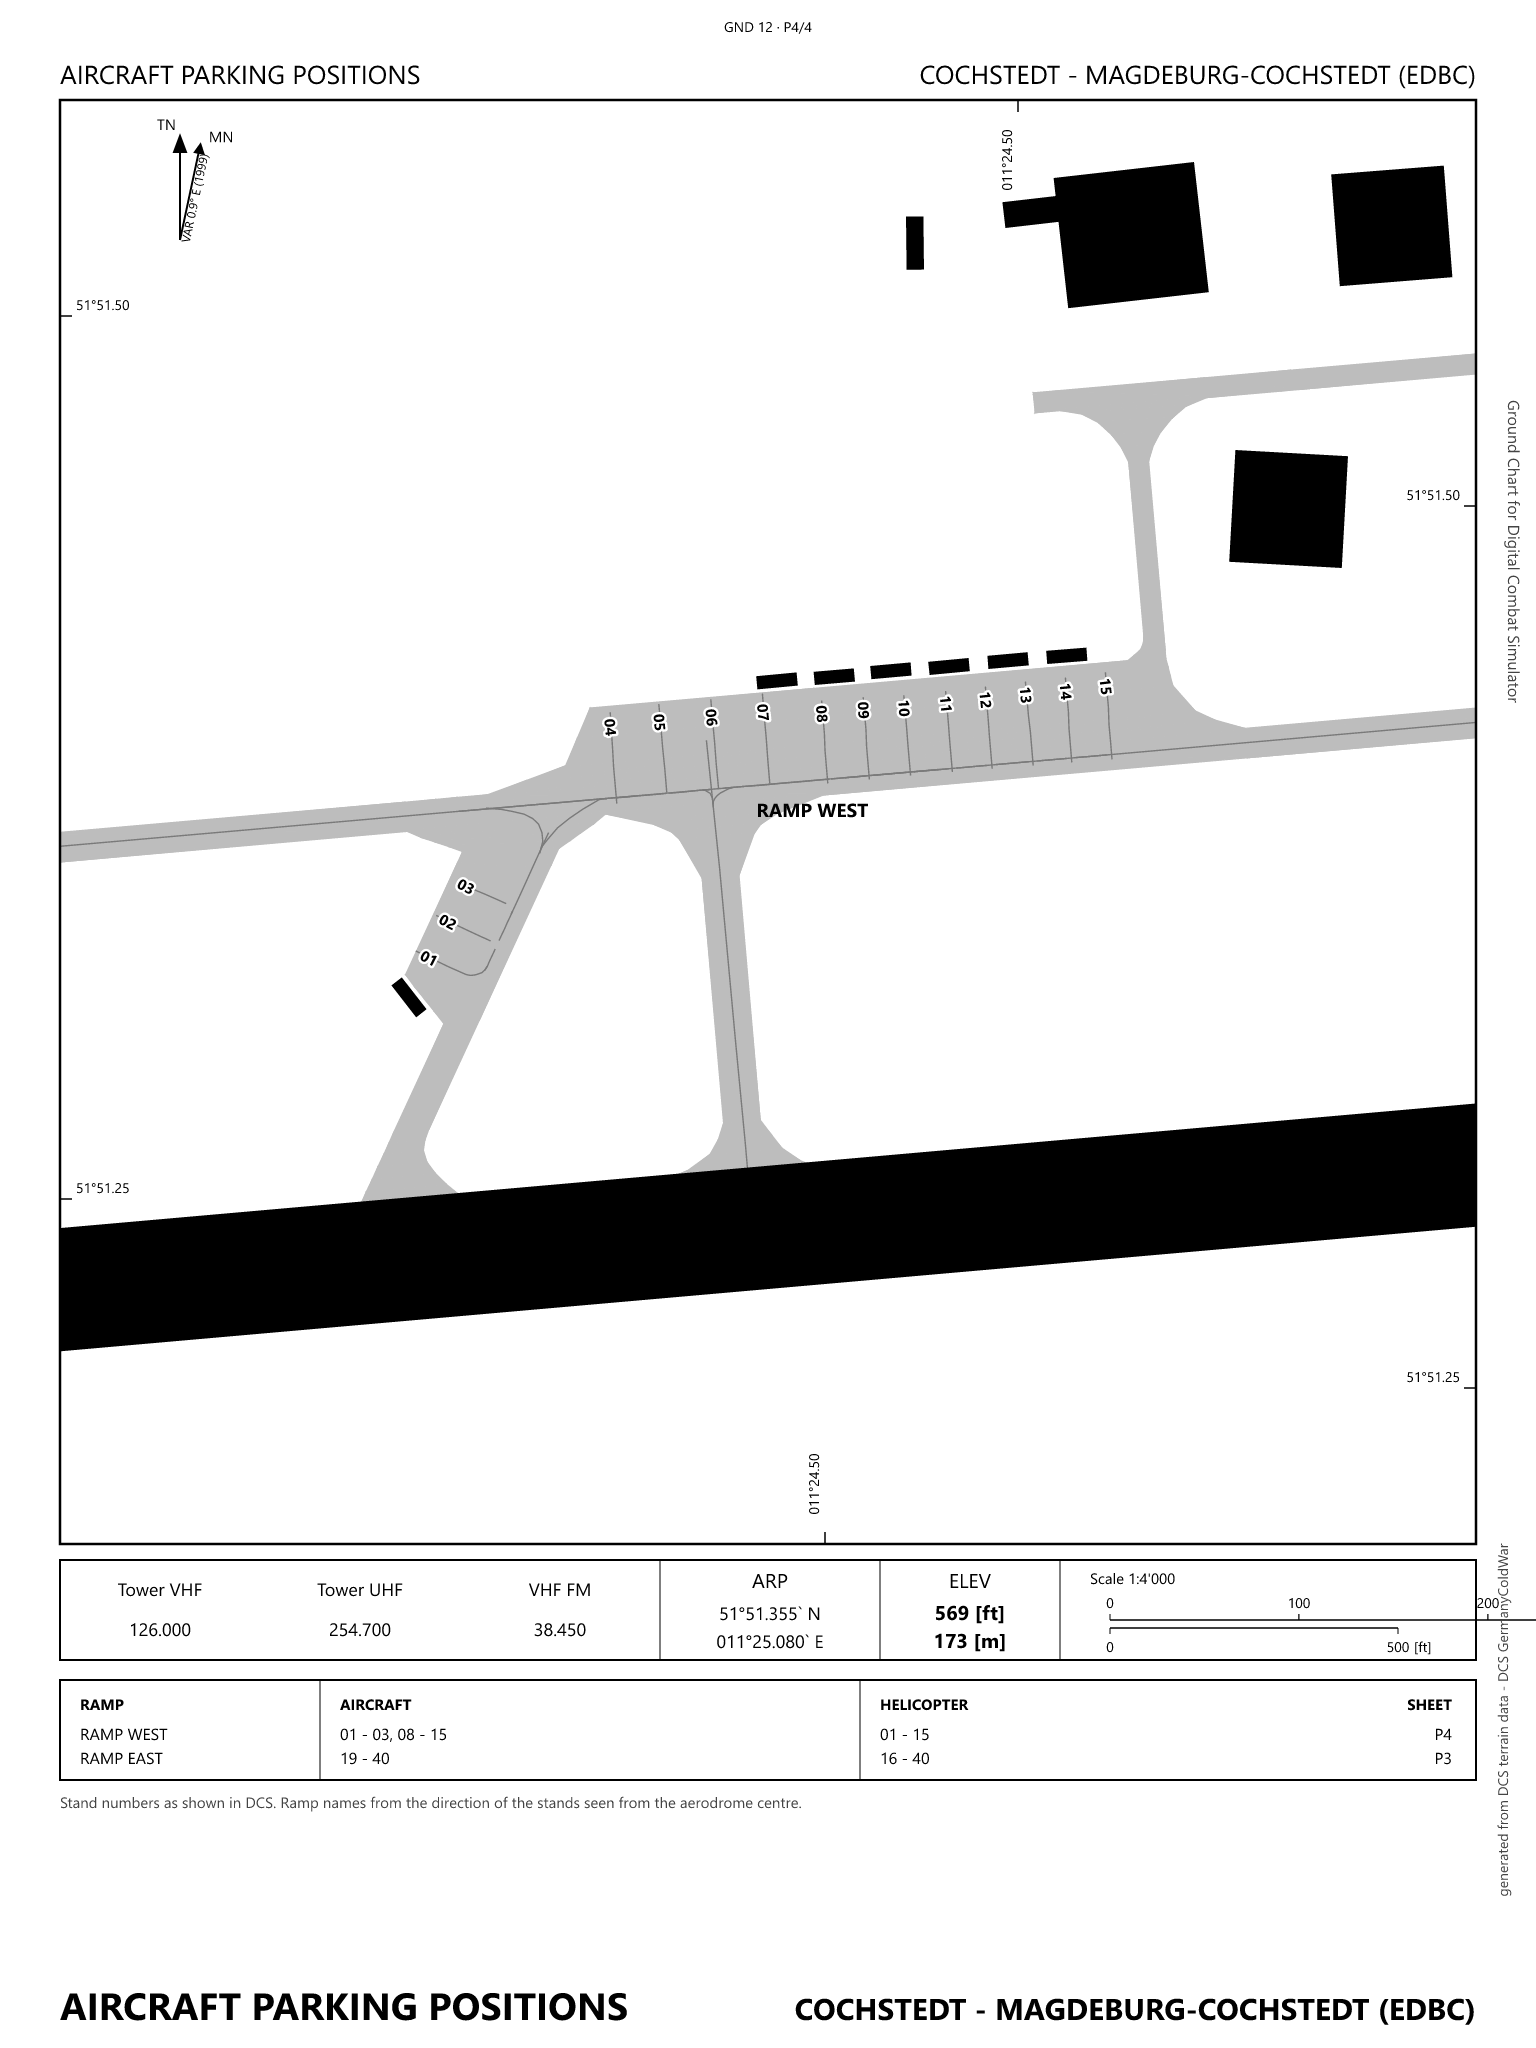 GND 12 · P4/4
AIRCRAFT PARKING POSITIONS
COCHSTEDT - MAGDEBURG-COCHSTEDT (EDBC)
TN
MN
VAR 0.9° E (1999)
011°24.50
51°51.50
51°51.50
Ground Chart for Digital Combat Simulator
04
05
06
07
08
09
10
11
12
13
14
15
RAMP WEST
03
02
01
51°51.25
51°51.25
011°24.50
Tower VHF
126.000
Tower UHF
254.700
VHF FM
38.450
ARP
51°51.355` N
011°25.080` E
ELEV
569 [ft]
173 [m]
Scale 1:4'000
0 100 200
0 500 [ft]
generated from DCS terrain data - DCS GermanyColdWar
RAMP AIRCRAFT HELICOPTER SHEET
RAMP WEST 01 - 03, 08 - 15 01 - 15 P4
RAMP EAST 19 - 40 16 - 40 P3
Stand numbers as shown in DCS. Ramp names from the direction of the stands seen from the aerodrome centre.
AIRCRAFT PARKING POSITIONS
COCHSTEDT - MAGDEBURG-COCHSTEDT (EDBC)